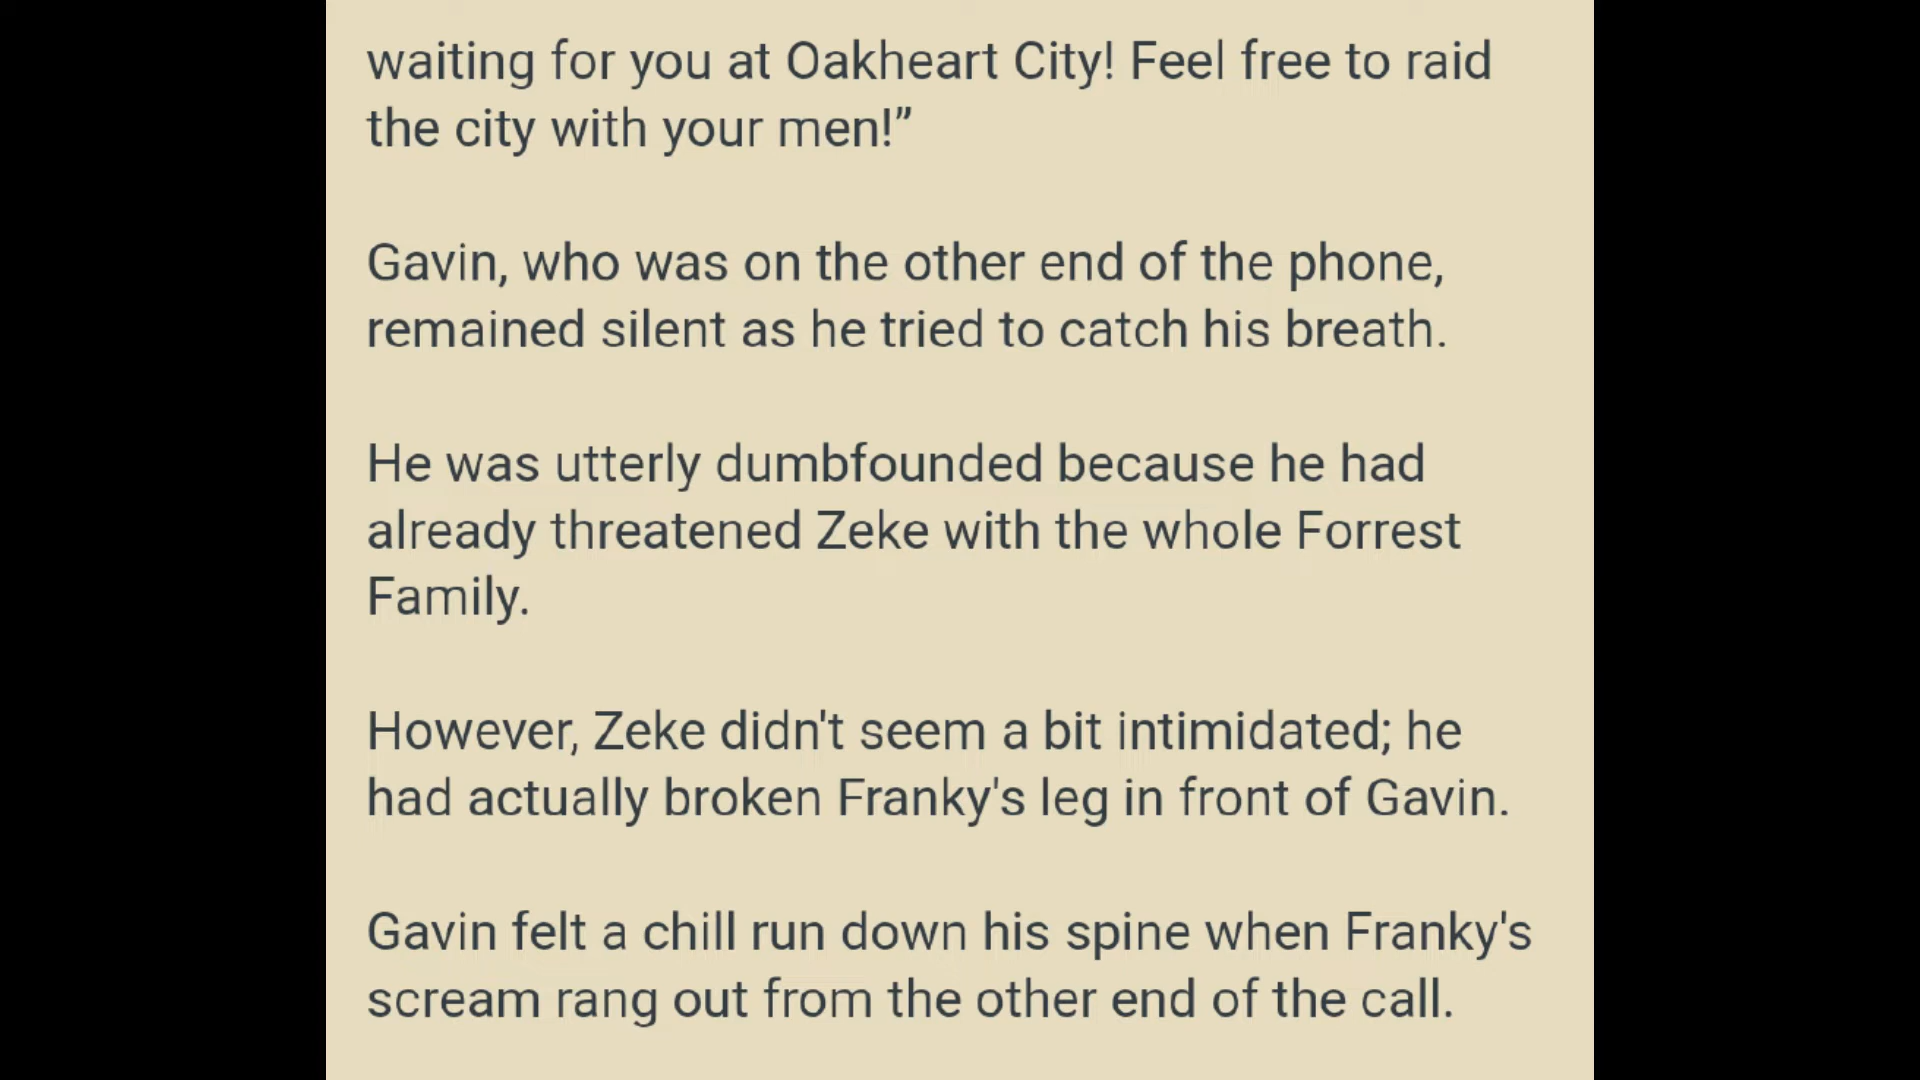 waiting for you at Oakheart City! Feel free to raid
the city with your men!”
Gavin, who was on the other end of the phone,
remained silent as he tried to catch his breath.
He was utterly dumbfounded because he had
already threatened Zeke with the whole Forrest
Family.
However, Zeke didn't seem a bit intimidated; he
had actually broken Franky's leg in front of Gavin.
Gavin felt a chill run down his spine when Franky's
scream rang out from the other end of the call.